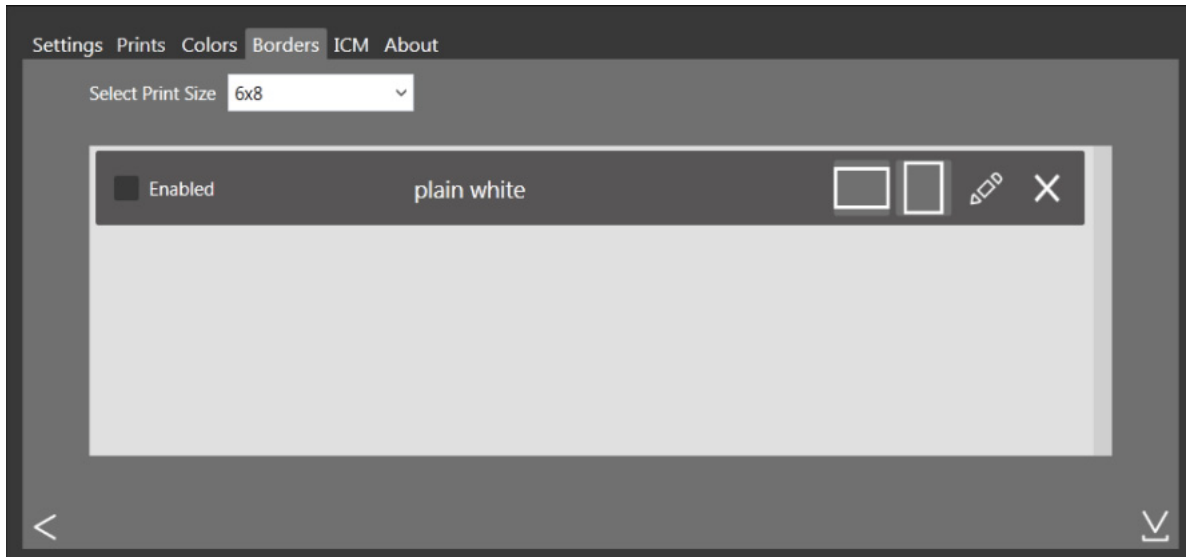 Settings Prints Colors Borders ICM About
Select Print Size 6x8
Enabled plain white